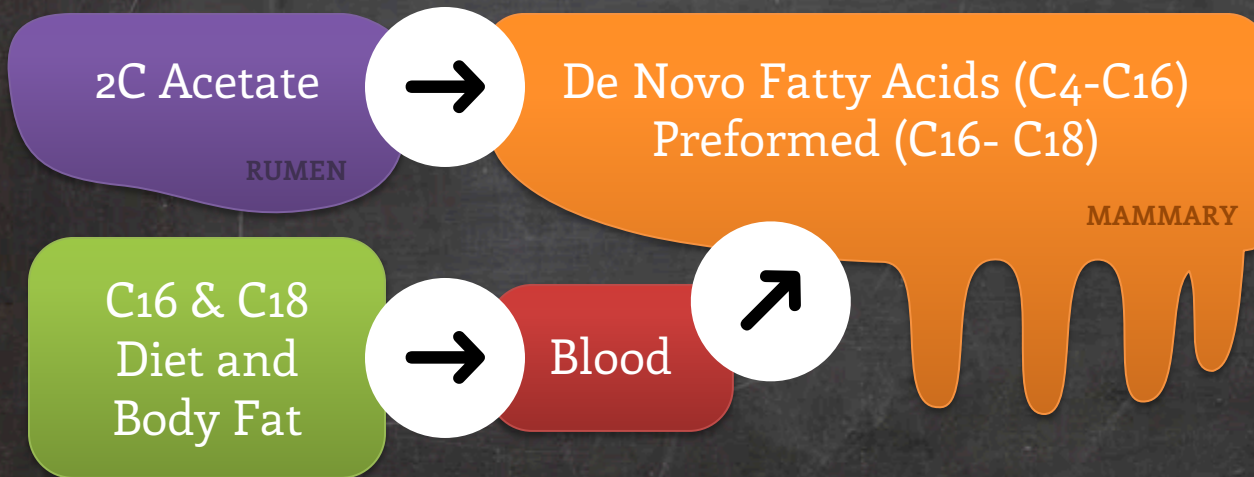 2C Acetate
RUMEN
De Novo Fatty Acids (C4-C16)
Preformed (C16- C18)
MAMMARY
C16 & C18
Diet and
Body Fat
Blood